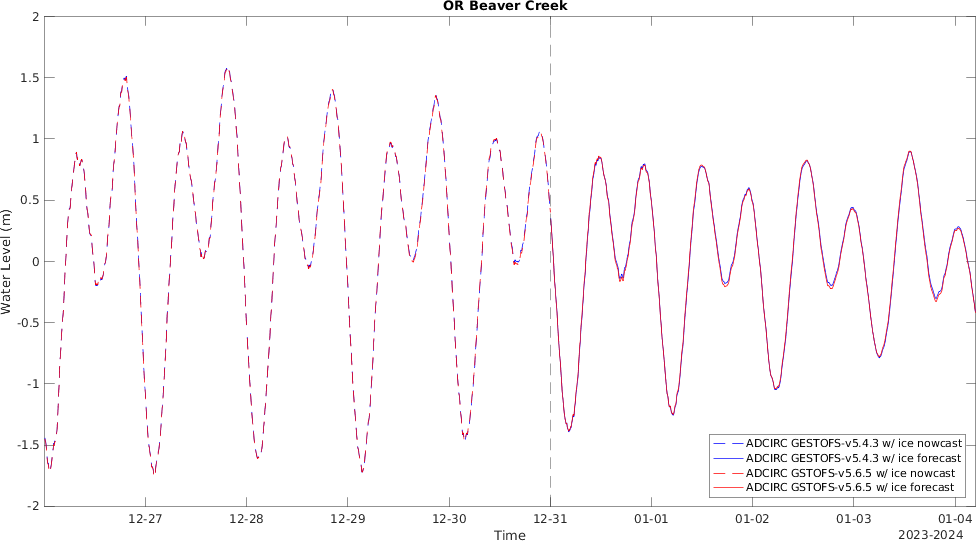 OR Beaver Creek
Water Level (m)
2
1.5
1
0.5
0
-0.5
-1
-1.5
-2
12-27
12-28
12-29
12-30
12-31
01-01
01-02
01-03
01-04
Time
2023-2024
ADCIRC GESTOFS-v5.4.3 w/ ice nowcast
ADCIRC GESTOFS-v5.4.3 w/ ice forecast
ADCIRC GSTOFS-v5.6.5 w/ ice nowcast
ADCIRC GSTOFS-v5.6.5 w/ ice forecast